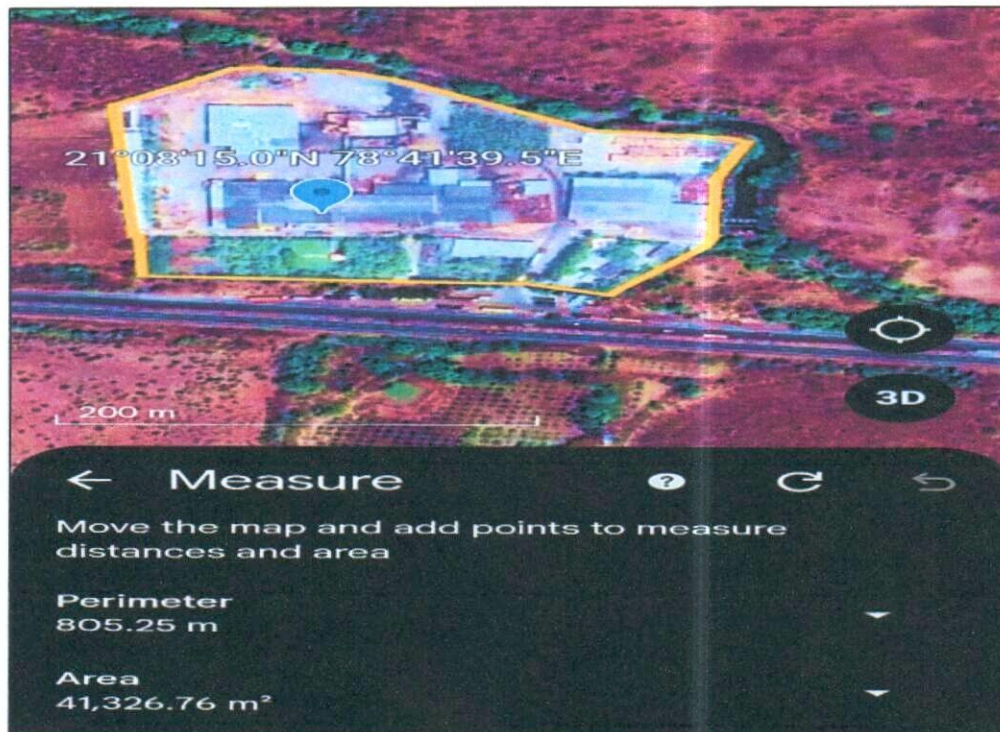 21°08'15.0"N 78°41'39.5"E
200 m
3D
Measure
?
Move the map and add points to measure
distances and area
Perimeter
805.25 m
Area
41,326.76 m²